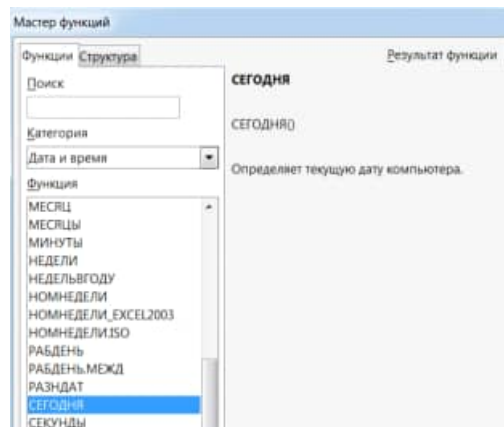 Мастер функций
Функции Структура
Результат функции
Поиск
СЕГОДНЯ
СЕГОДНЯ()
Категория
Дата и время
Определяет текущую дату компьютера.
Функция
МЕСЯЦ
МЕСЯЦЫ
МИНУТЫ
НЕДЕЛИ
НЕДЕЛЬВГОДУ
НОМНЕДЕЛИ
НОМНЕДЕЛИ_EXCEL2003
НОМНЕДЕЛИ.ISO
РАБДЕНЬ
РАБДЕНЬ.МЕЖД
РАЗНДАТ
СЕГОДНЯ
СЕКУНДЫ